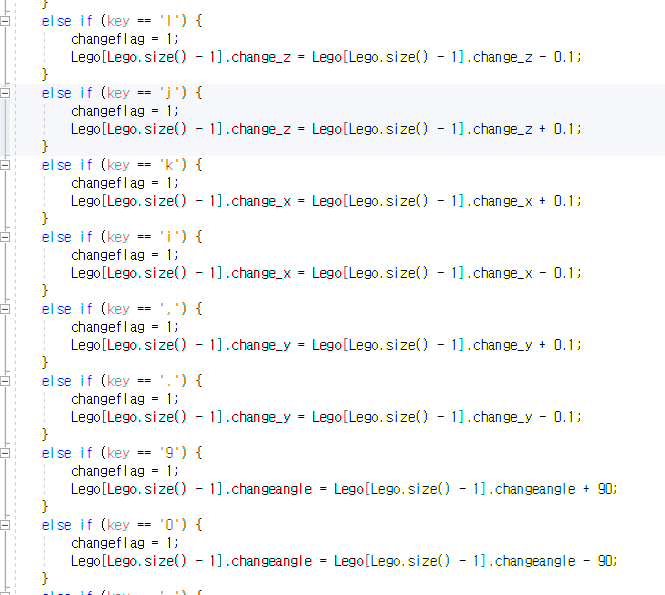 }
else if (key == 'l') {
changeflag = 1;
Lego[Lego.size() - 1].change_z = Lego[Lego.size() - 1].change_z - 0.1;
}
else if (key == 'j') {
changeflag = 1;
Lego[Lego.size() - 1].change_z = Lego[Lego.size() - 1].change_z + 0.1;
}
else if (key == 'k') {
changeflag = 1;
Lego[Lego.size() - 1].change_x = Lego[Lego.size() - 1].change_x + 0.1;
}
else if (key == 'i') {
changeflag = 1;
Lego[Lego.size() - 1].change_x = Lego[Lego.size() - 1].change_x - 0.1;
}
else if (key == ',') {
changeflag = 1;
Lego[Lego.size() - 1].change_y = Lego[Lego.size() - 1].change_y + 0.1;
}
else if (key == '.') {
changeflag = 1;
Lego[Lego.size() - 1].change_y = Lego[Lego.size() - 1].change_y - 0.1;
}
else if (key == '9') {
changeflag = 1;
Lego[Lego.size() - 1].changeangle = Lego[Lego.size() - 1].changeangle + 90;
}
else if (key == '0') {
changeflag = 1;
Lego[Lego.size() - 1].changeangle = Lego[Lego.size() - 1].changeangle - 90;
}